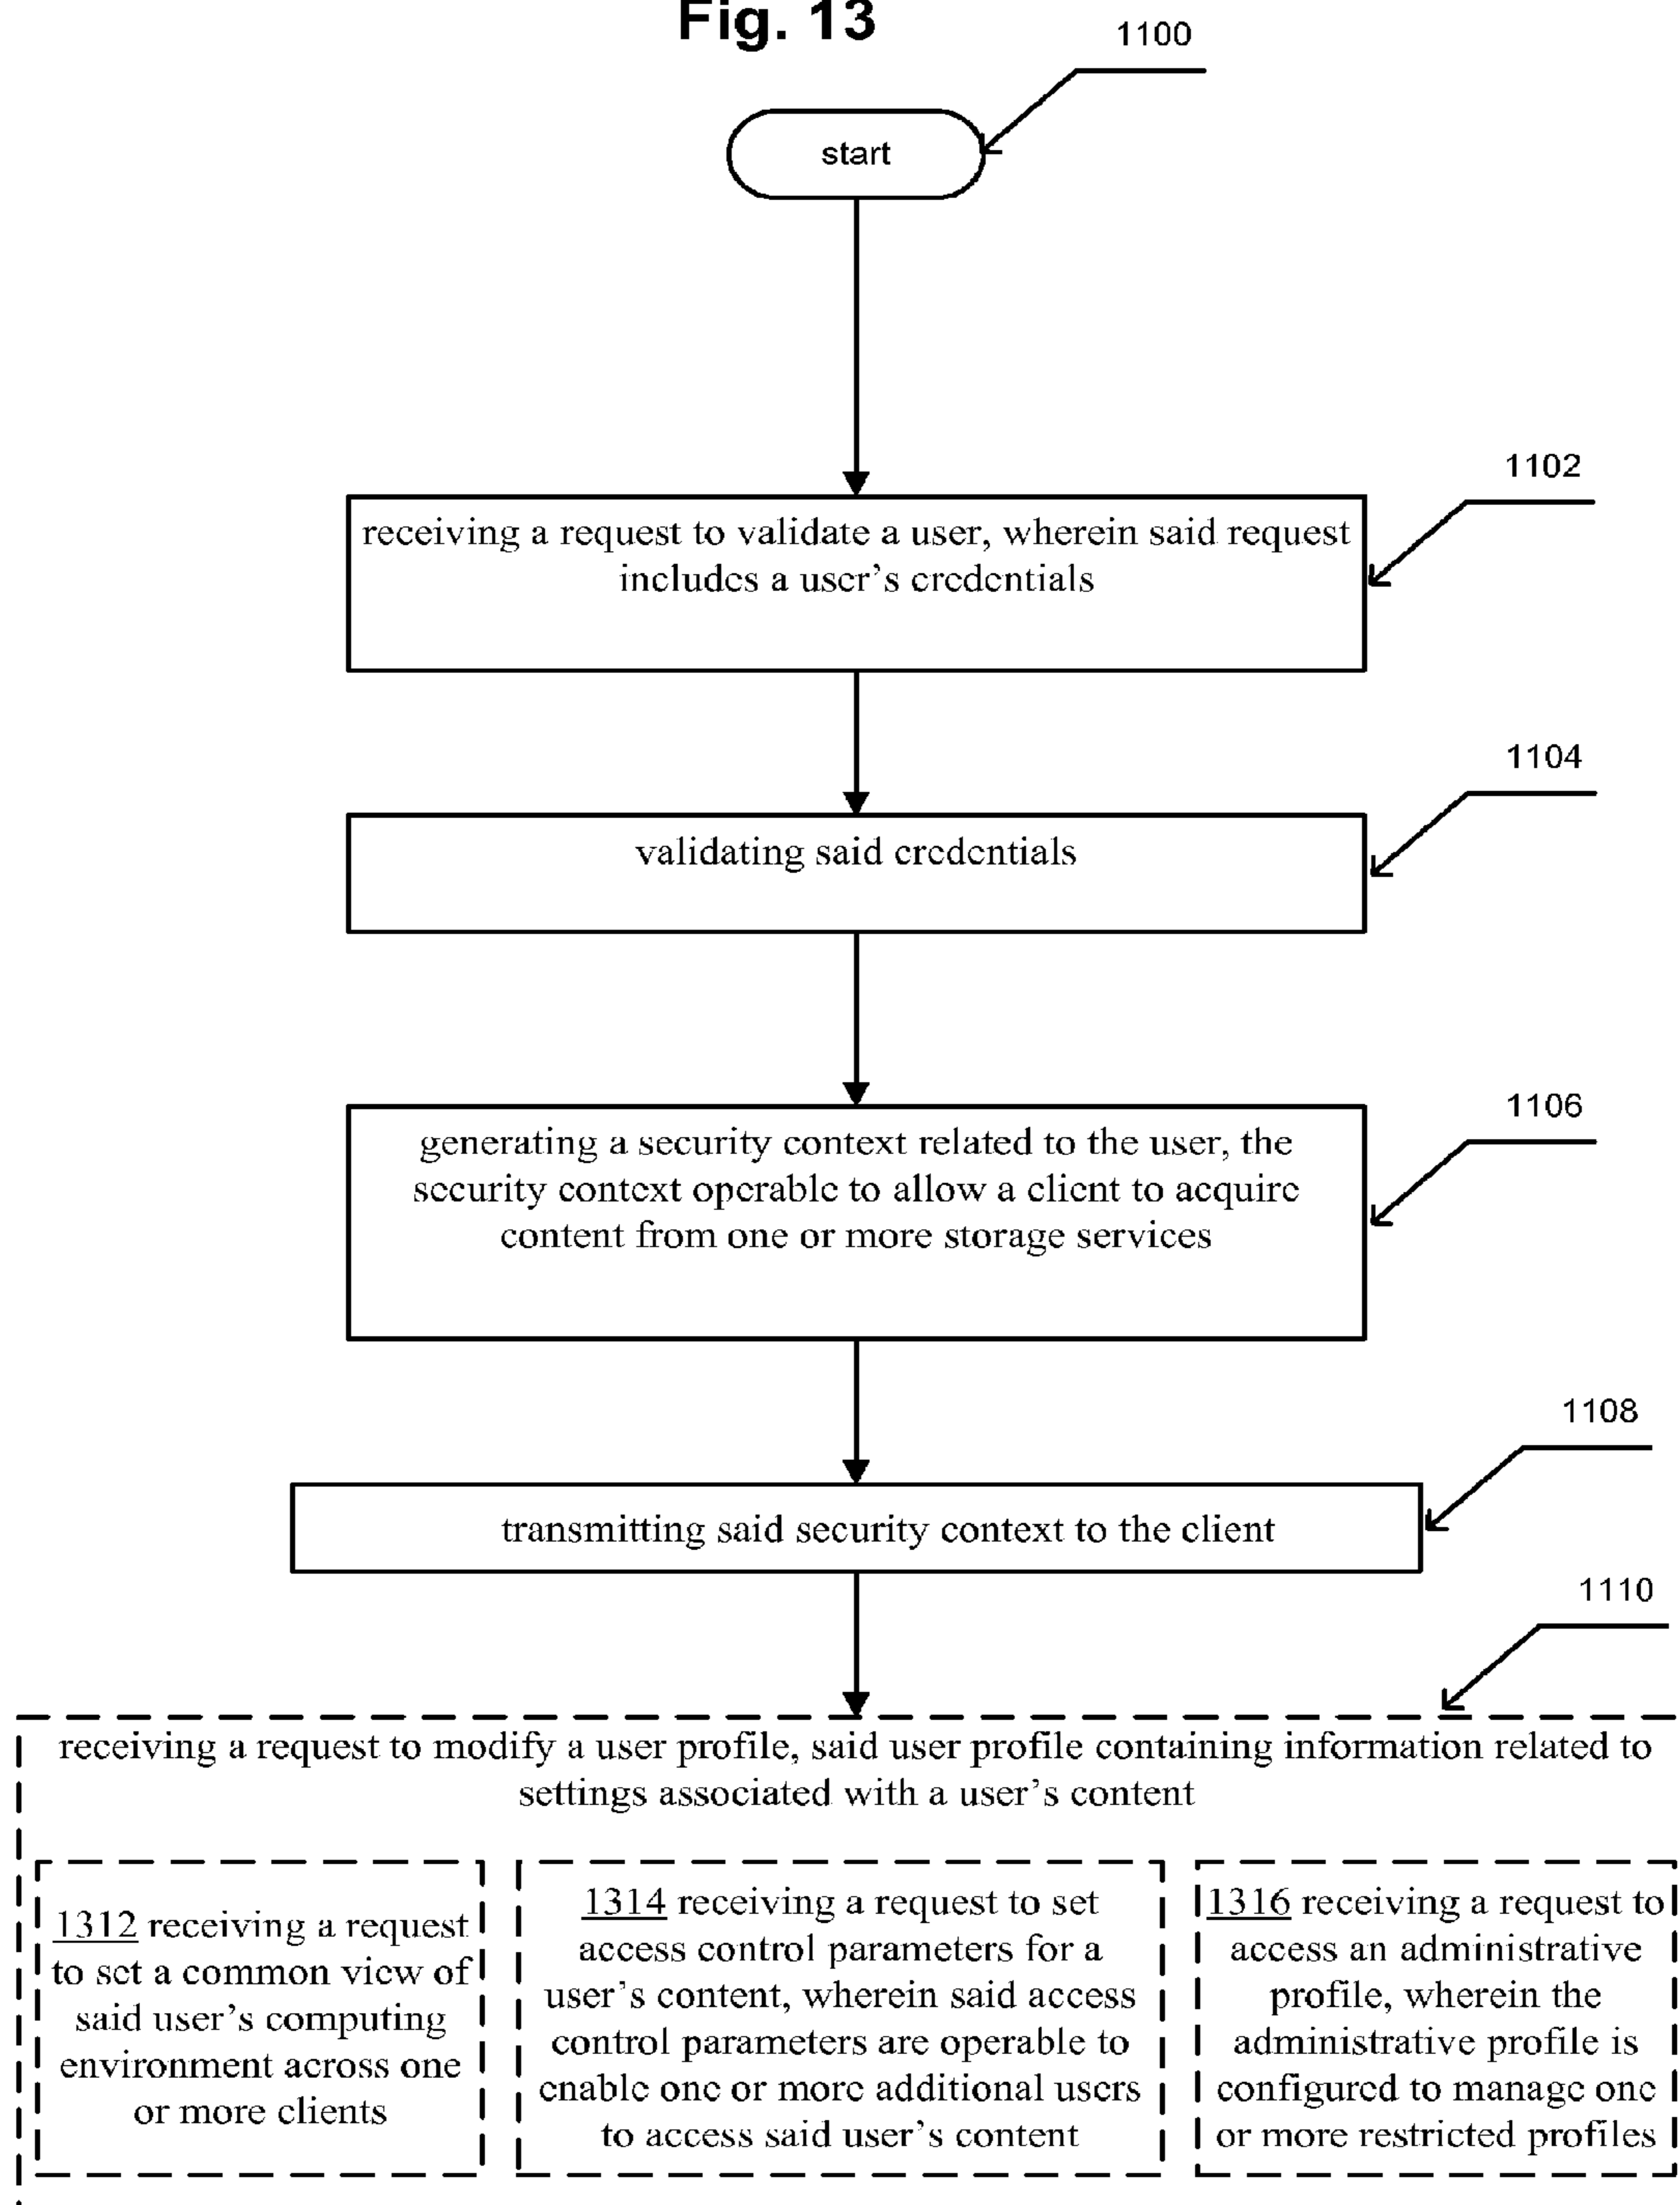 Fig. 13
1100
start
1102
receiving a request to validate a user, wherein said request
includes a user's credentials
1104
validating said credentials
1106
generating a security context related to the user, the
security context operable to allow a client to acquire
content from one or more storage services
1108
transmitting said security context to the client
1110
receiving a request to modify a user profile, said user profile containing information related to
settings associated with a user's content
1312 receiving a request
to set a common view of
said user's computing
environment across one
or more clients
1314 receiving a request to set
access control parameters for a
user's content, wherein said access
control parameters are operable to
enable one or more additional users
to access said user's content
1316 receiving a request to
access an administrative
profile, wherein the
administrative profile is
configured to manage one
or more restricted profiles